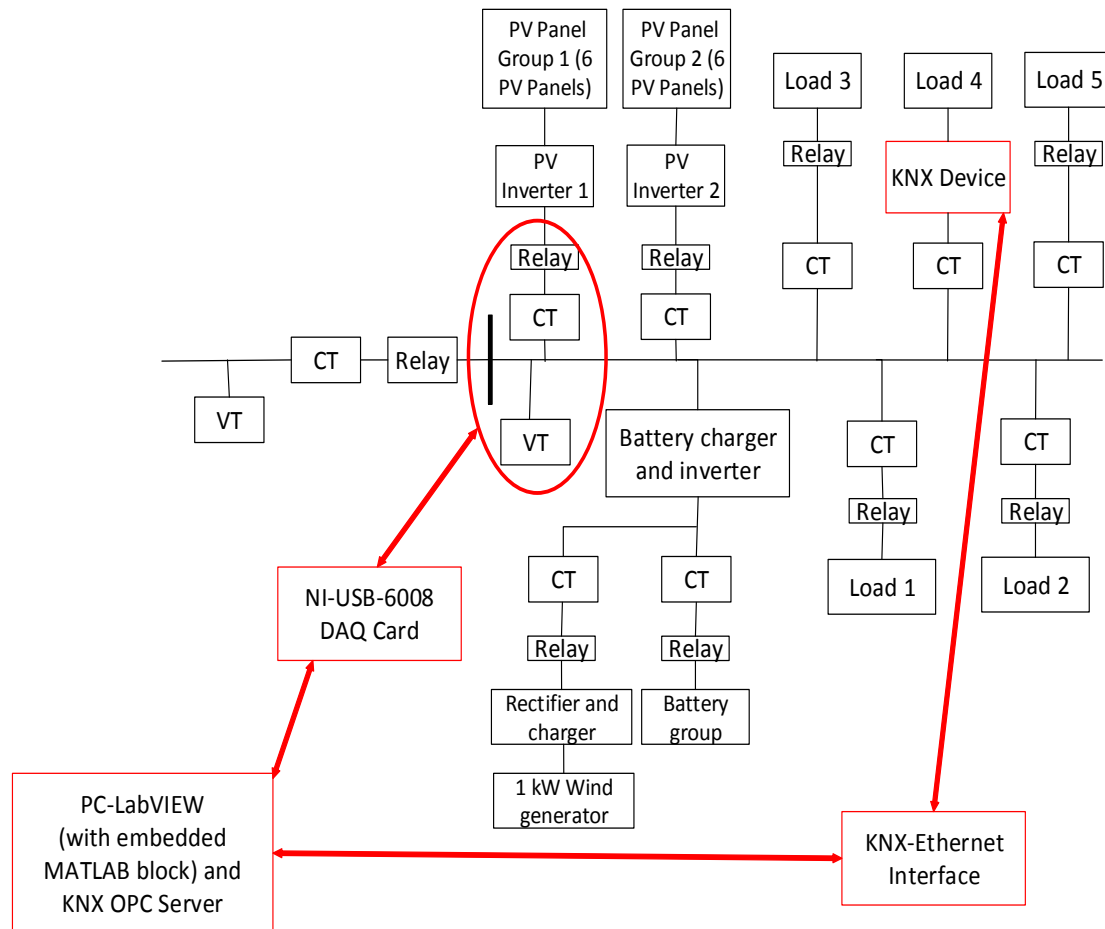 PV Panel
Group 1 (6
PV Panels)
PV Panel
Group 2 (6
PV Panels)
Load 3
Load 4
Load 5
Relay
KNX Device
Relay
PV
Inverter 1
PV
Inverter 2
Relay
Relay
CT
CT
CT
CT
CT
CT
Relay
VT
VT
Battery charger
and inverter
CT
CT
Relay
Relay
Load 1
Load 2
CT
CT
NI-USB-6008
DAQ Card
Relay
Relay
Rectifier and
charger
Battery
group
1 kW Wind
generator
PC-LabVIEW
(with embedded
MATLAB block) and
KNX OPC Server
KNX-Ethernet
Interface